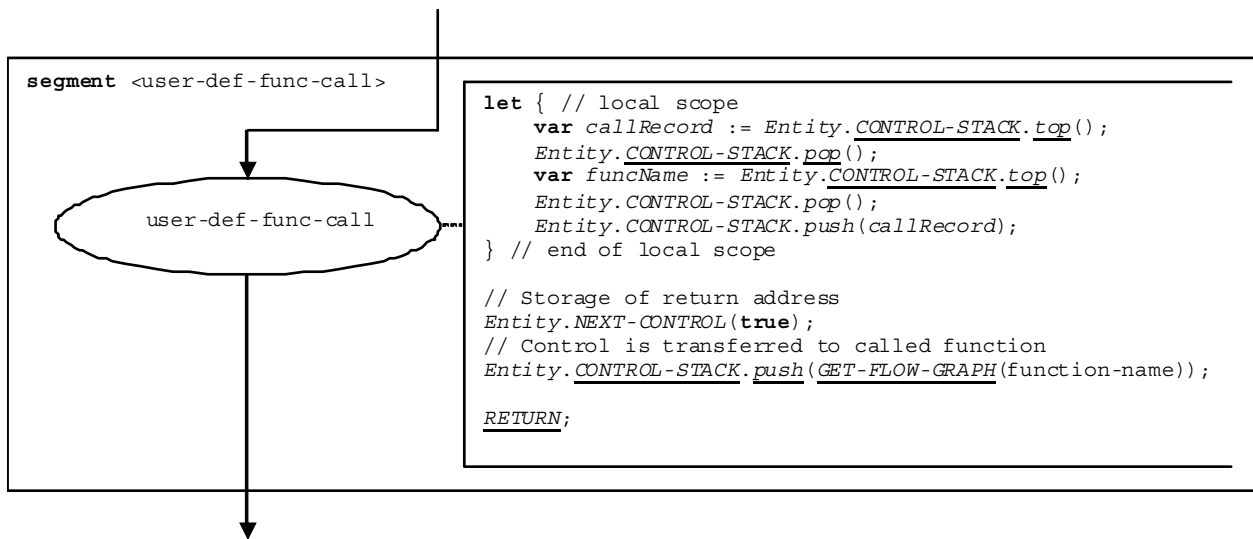 segment <user-def-func-call>
user-def-func-call
let { // local scope
var callRecord := Entity.CONTROL-STACK.top();
Entity.CONTROL-STACK.pop();
var funcName := Entity.CONTROL-STACK.top();
Entity.CONTROL-STACK.pop();
Entity.CONTROL-STACK.push(callRecord);
} // end of local scope
// Storage of return address
Entity.NEXT-CONTROL(true);
// Control is transferred to called function
Entity.CONTROL-STACK.push(GET-FLOW-GRAPH(function-name));
RETURN;